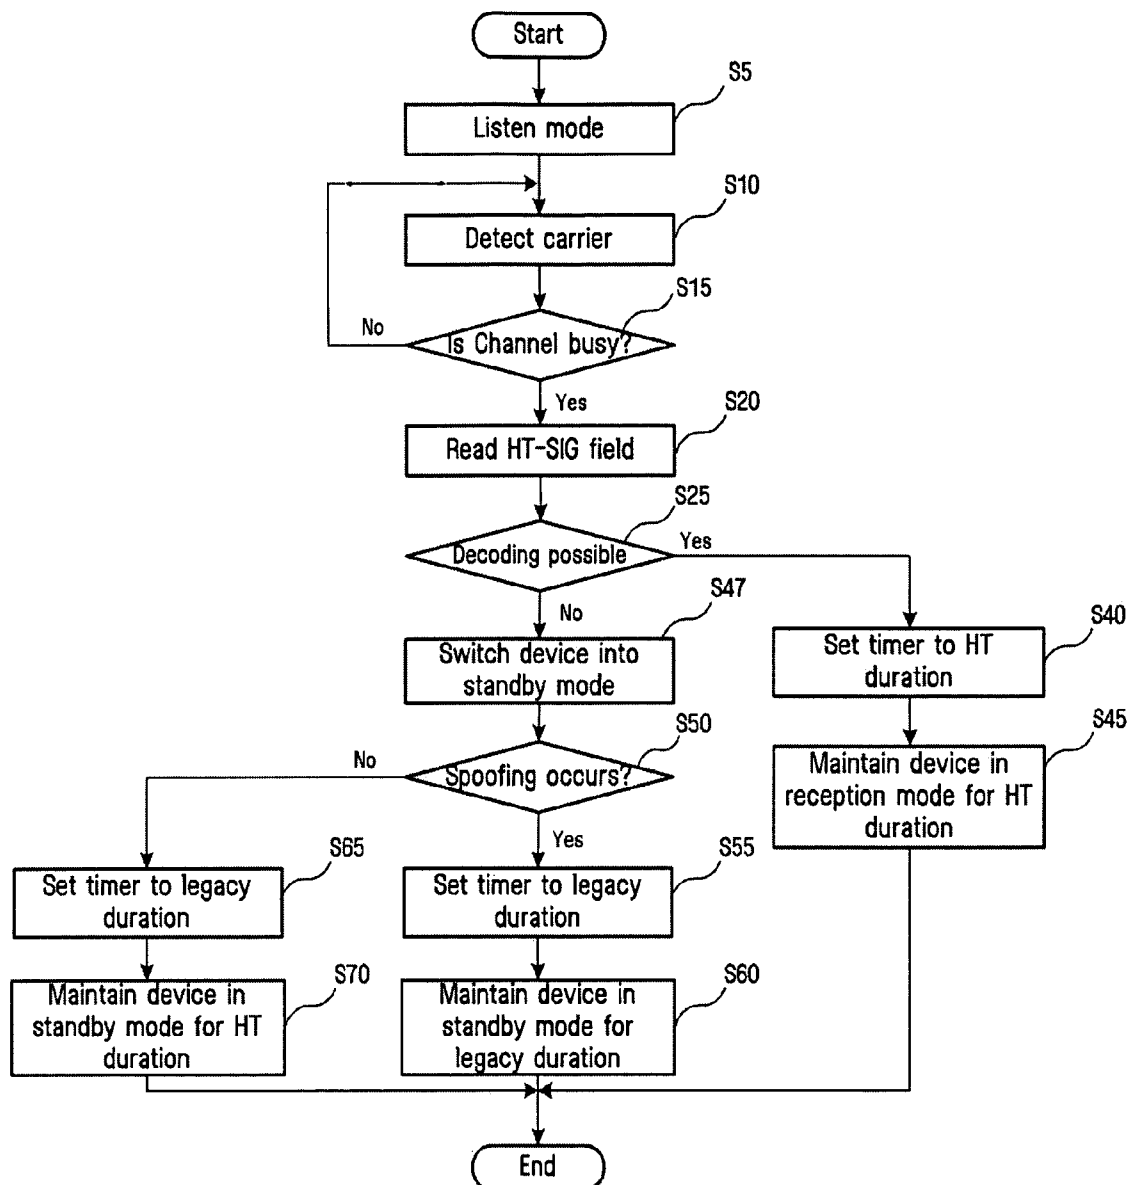 Start
S5
Listen mode
S10
Detect carrier
S15
No
Is Channel busy?
Yes
S20
Read HT-SIG field
S25
Decoding possible
Yes
No
S47
Switch device into
standby mode
S40
Set timer to HT
duration
S50
No
Spoofing occurs?
Yes
S45
Maintain device in
reception mode for HT
duration
S65
Set timer to legacy
duration
S55
Set timer to legacy
duration
S70
Maintain device in
standby mode for HT
duration
S60
Maintain device in
standby mode for
legacy duration
End